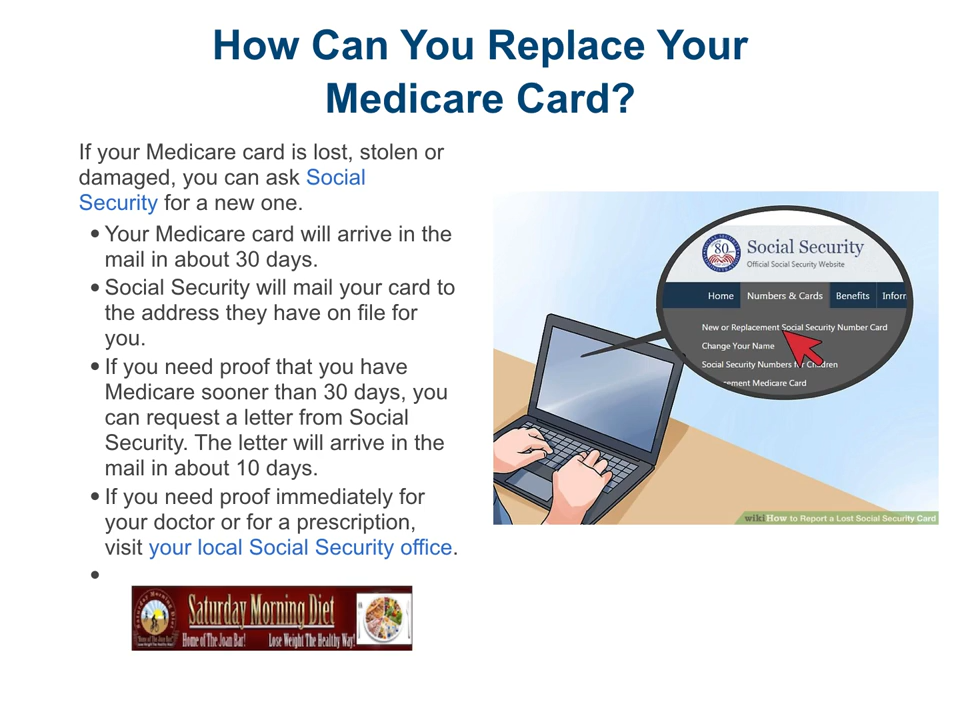 How Can You Replace Your
Medicare Card?
If your Medicare card is lost, stolen or
damaged, you can ask Social
Security for a new one.
• Your Medicare card will arrive in the
mail in about 30 days.
• Social Security will mail your card to
the address they have on file for
you.
• If you need proof that you have
Medicare sooner than 30 days, you
can request a letter from Social
Security. The letter will arrive in the
mail in about 10 days.
• If you need proof immediately for
your doctor or for a prescription,
visit your local Social Security office.
•
80
Social Security
Official Social Security Website
Home Numbers & Cards Benefits Inforr
New or Replacement Social Security Number Card
Change Your Name
Social Security Numbers for Children
cement Medicare Card
wikiHow to Report a Lost Social Security Card
Saturday Morning Diet
Home of The Joan Bar! Lose Weight The Healthy Way!